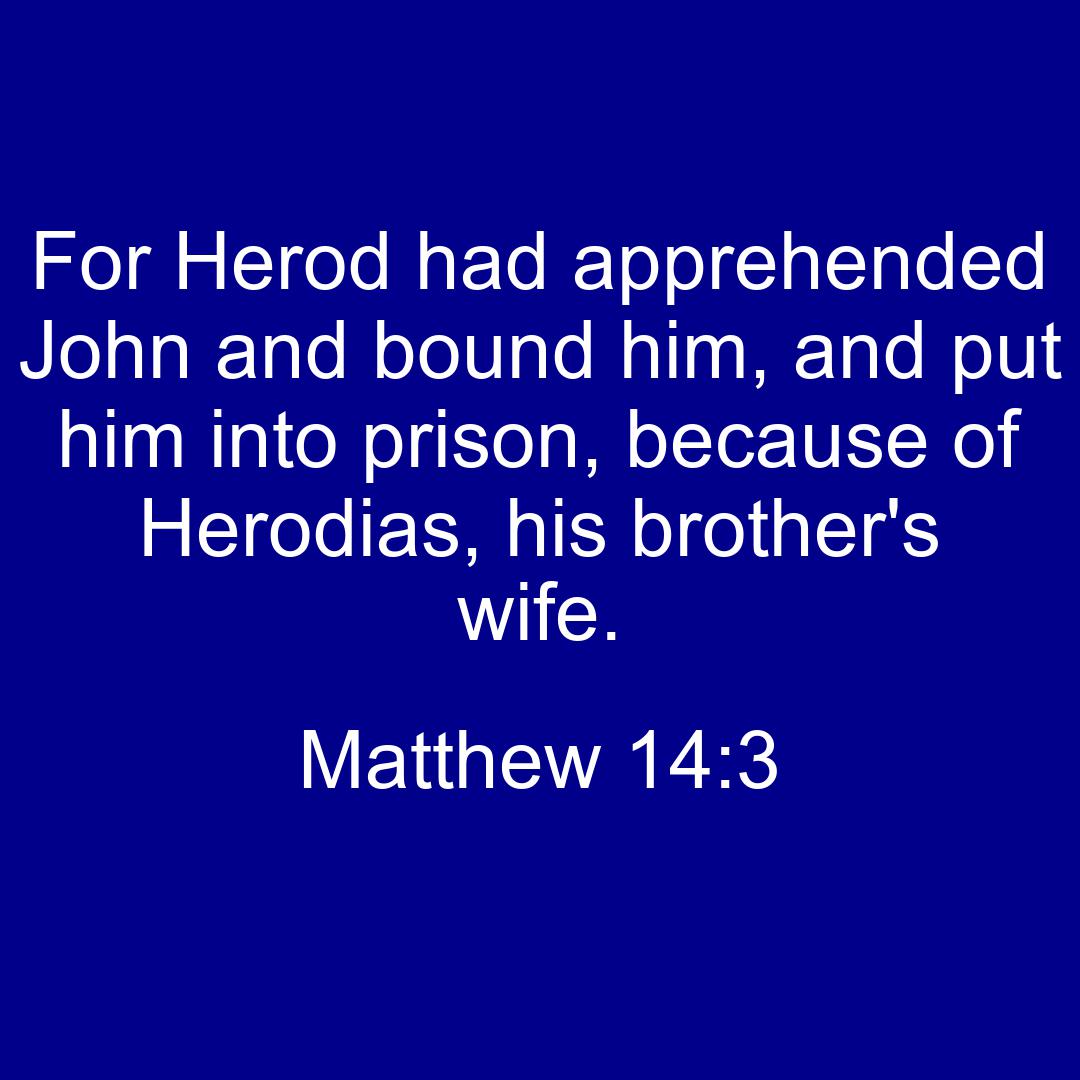 For Herod had apprehended
John and bound him, and put
him into prison, because of
Herodias, his brother's
wife.
Matthew 14:3